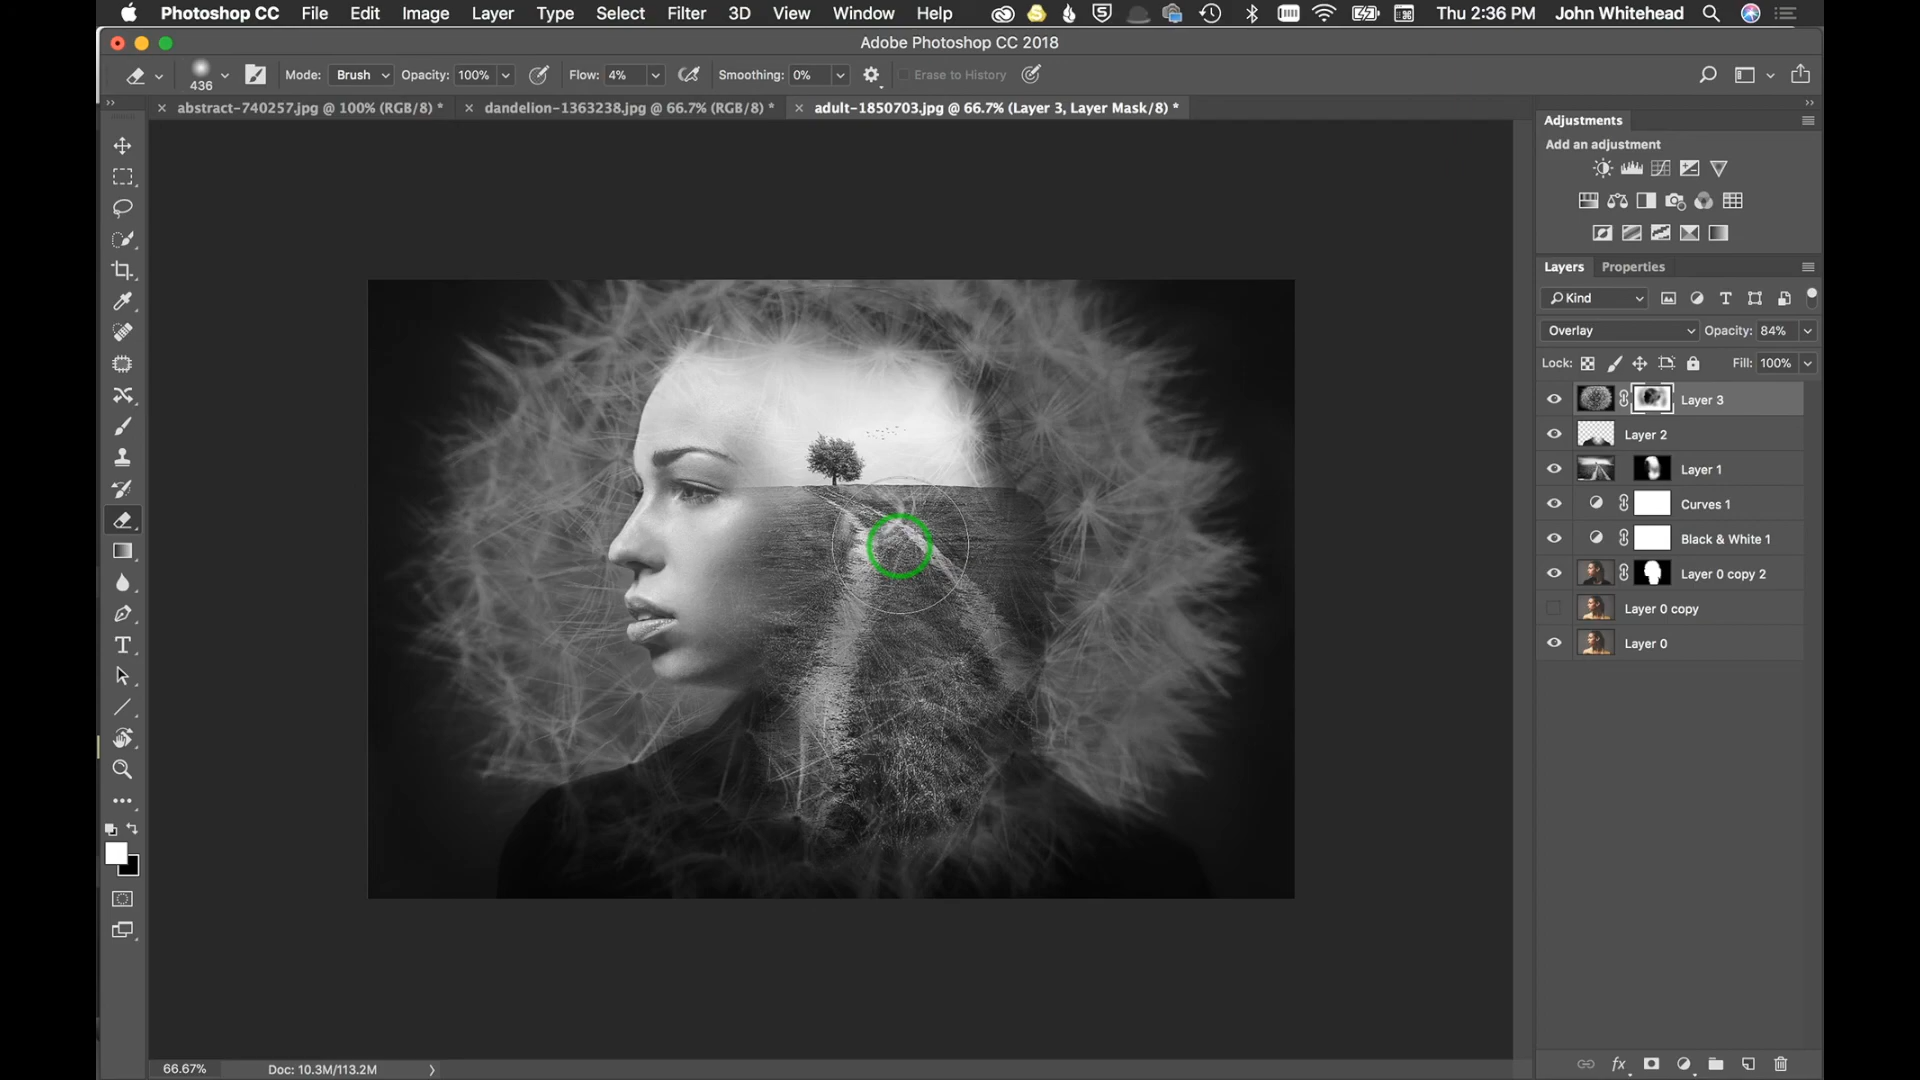 Photoshop CC File Edit Image Layer Type Select Filter 3D View Window Help Thu 2:36 PM John Whitehead
Adobe Photoshop CC 2018
436 Mode: Brush Opacity: 100% Flow: 4% Smoothing: 0% Erase to History
abstract-740257.jpg @ 100% (RGB/8) * dandelion-1363238.jpg @ 66.7% (RGB/8) * adult-1850703.jpg @ 66.7% (Layer 3, Layer Mask/8) *
Adjustments
Add an adjustment
Layers Properties
Kind
Overlay Opacity: 84%
Lock: Fill: 100%
Layer 3
Layer 2
Layer 1
Curves 1
Black & White 1
Layer 0 copy 2
Layer 0 copy
Layer 0
66.67% Doc: 10.3M/113.2M